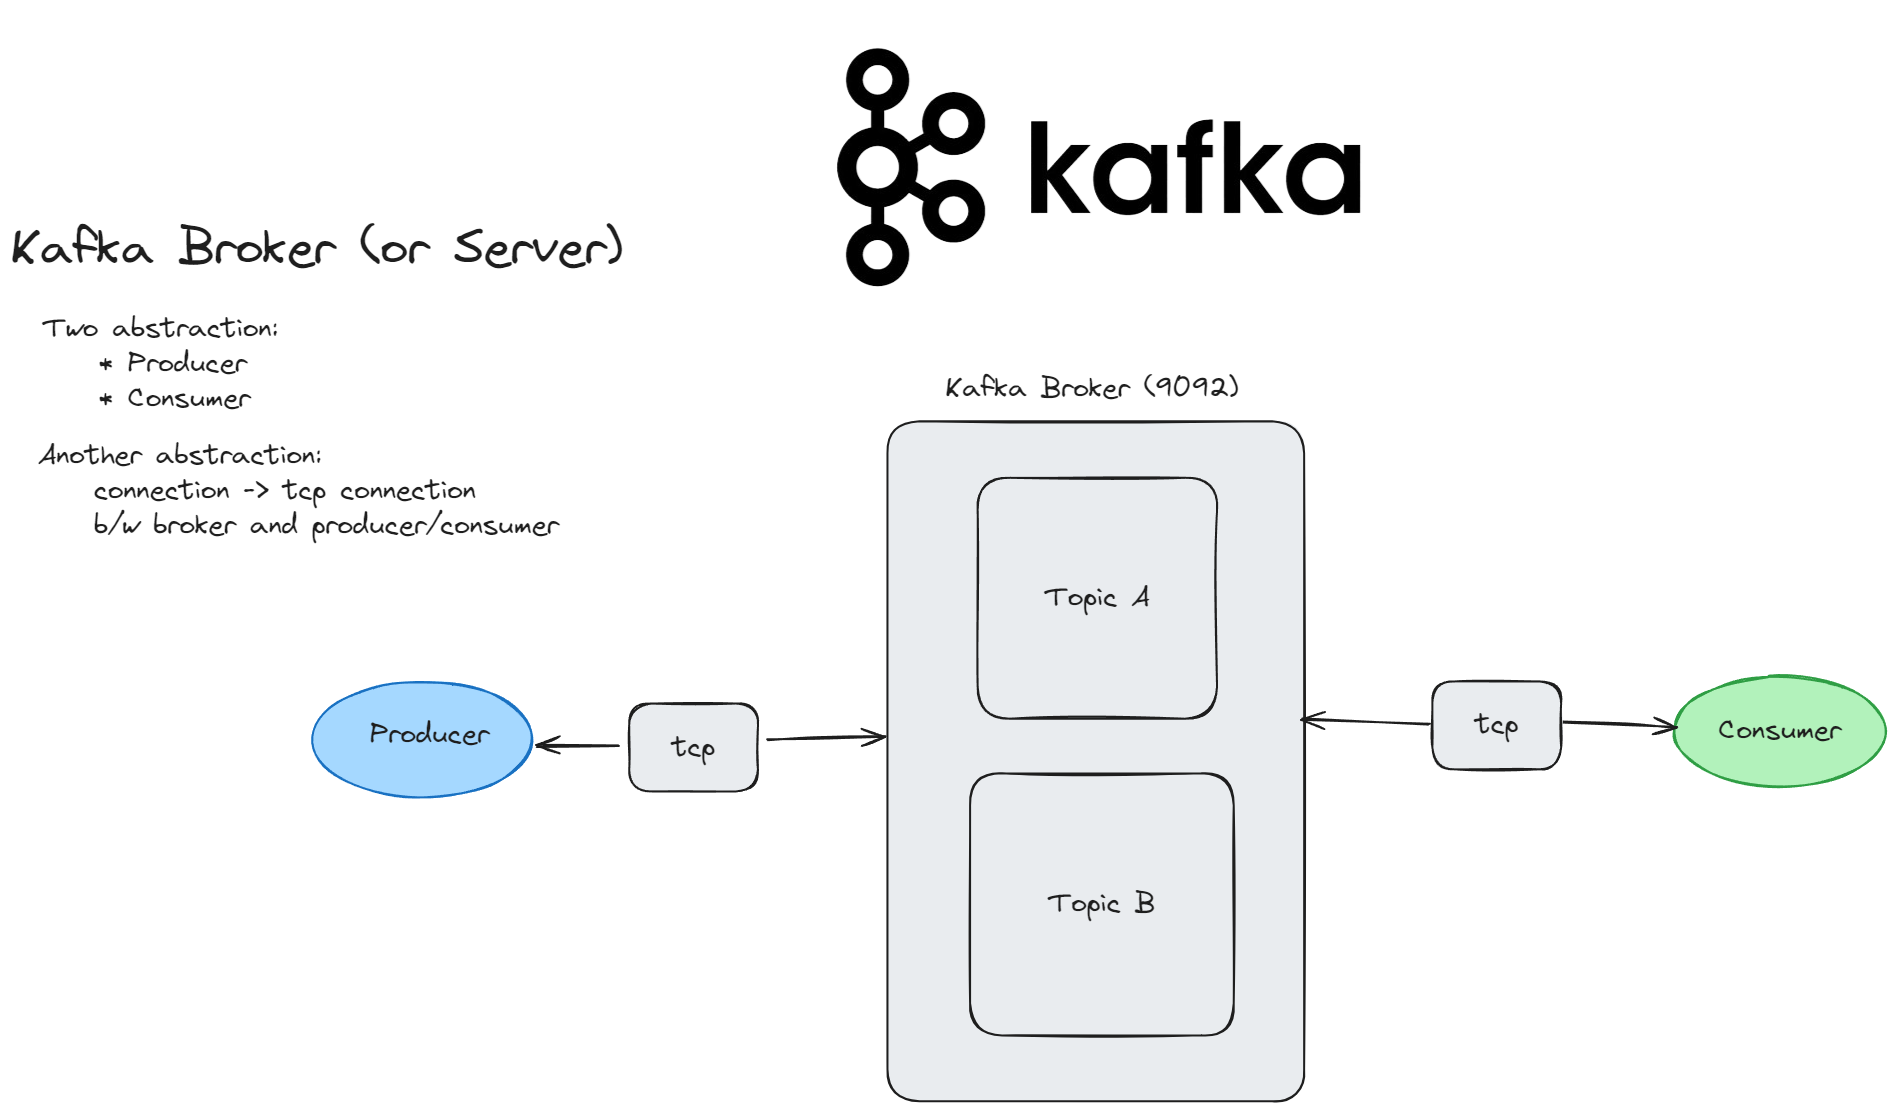 kafka
Kafka Broker (or Server)
Two abstraction:
* Producer
* Consumer
Another abstraction:
connection -> tcp connection
b/w broker and producer/consumer
Kafka Broker (9092)
Topic A
Producer
tcp
tcp
Consumer
Topic B